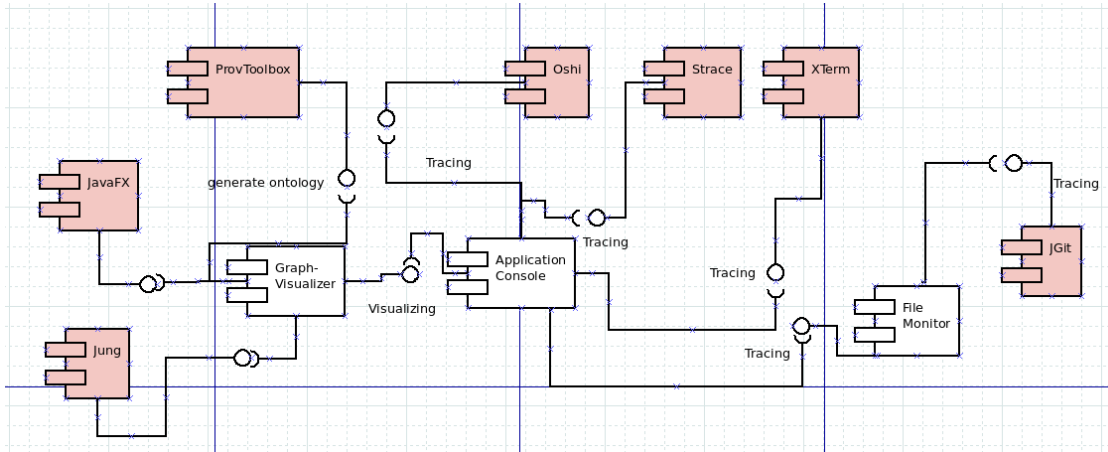 ProvToolbox
Oshi
Strace
XTerm
Tracing
JavaFX
generate ontology
Tracing
Tracing
JGit
Graph-
Visualizer
Application
Console
Tracing
Visualizing
File
Monitor
Jung
Tracing